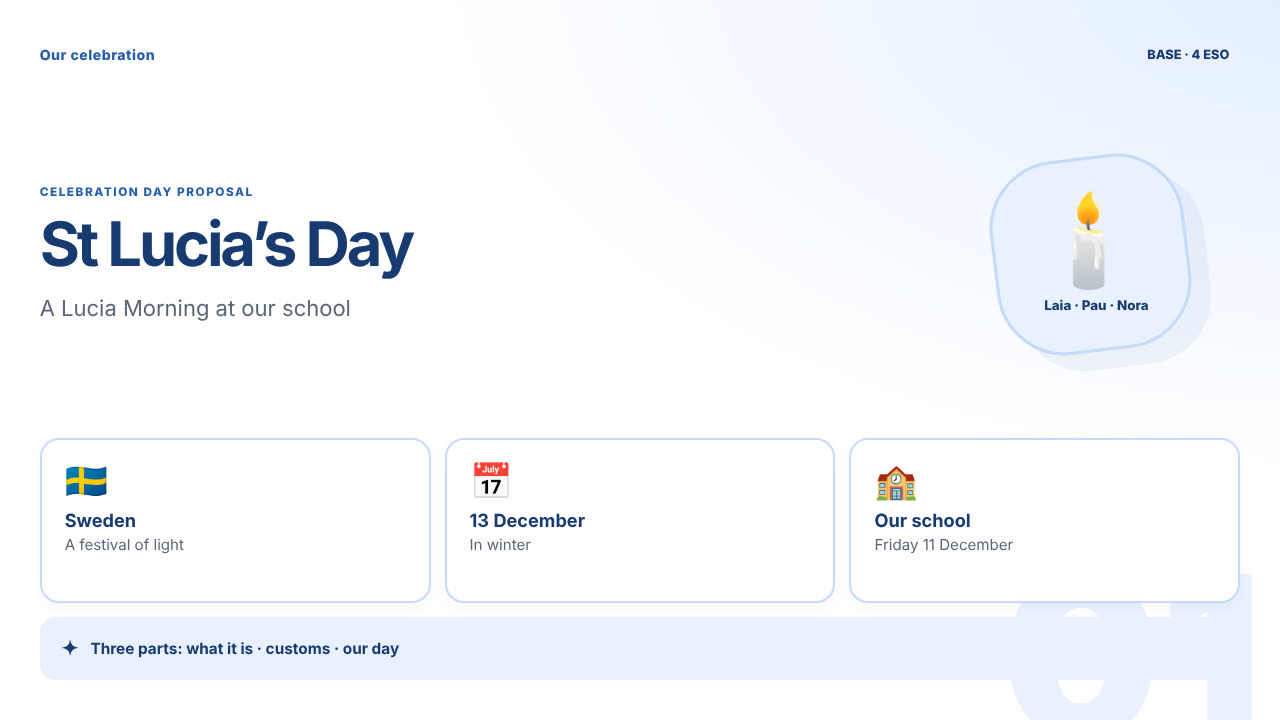 Our celebration
BASE · 4 ESO
CELEBRATION DAY PROPOSAL
St Lucia’s Day
A Lucia Morning at our school
Laia · Pau · Nora
July
17
Sweden
A festival of light
13 December
In winter
Our school
Friday 11 December
✦ Three parts: what it is · customs · our day
01